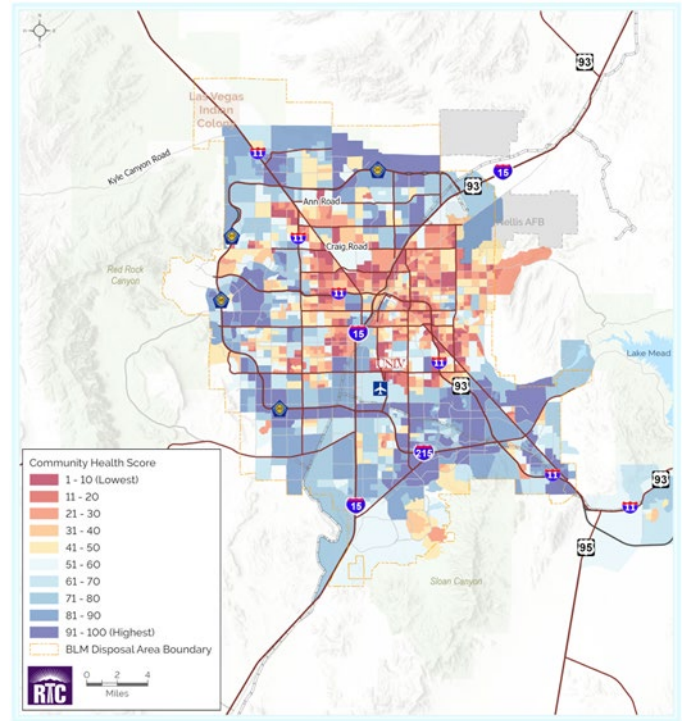 93
Las Vegas
Indian
Colony
11
Kyle Canyon Road
15
93
Ann Road
Nellis AFB
11
Craig Road
Red Rock
Canyon
11
15
Lake Mead
UNLV
11
93
215
11
93
11
15
95
Sloan Canyon
Community Health Score
1 - 10 (Lowest)
11 - 20
21 - 30
31 - 40
41 - 50
51 - 60
61 - 70
71 - 80
81 - 90
91 - 100 (Highest)
BLM Disposal Area Boundary
RTC
0 2 4
Miles